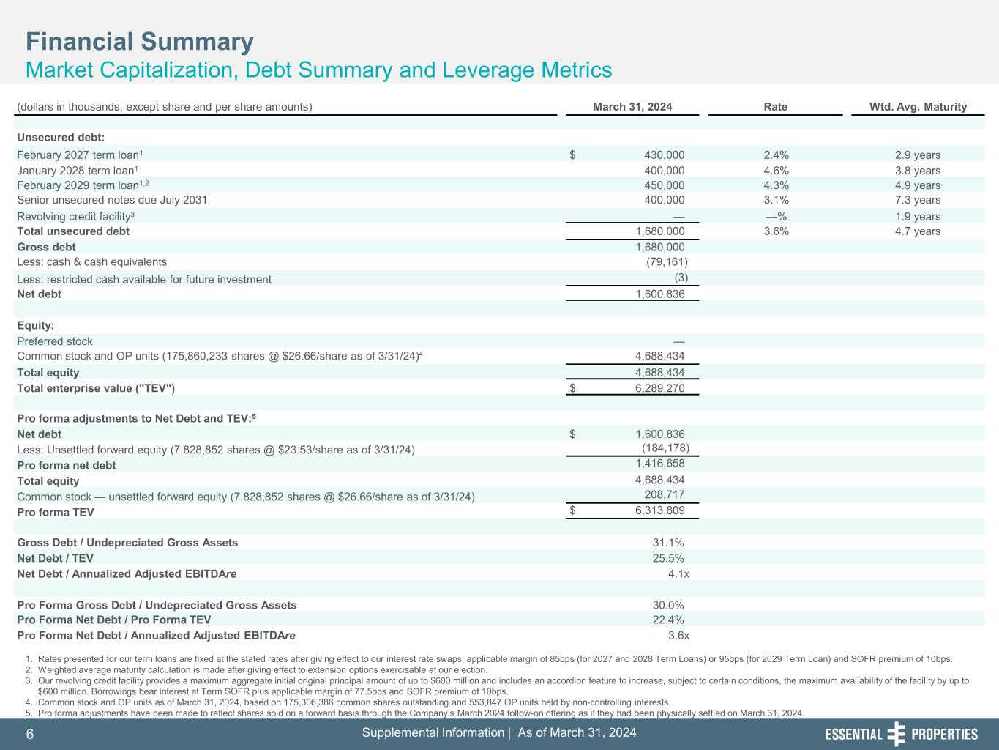 Financial Summary
Market Capitalization, Debt Summary and Leverage Metrics
(dollars in thousands, except share and per share amounts) March 31, 2024 Rate Wtd. Avg. Maturity
Unsecured debt:
February 2027 term loan¹ $ 430,000 2.4% 2.9 years
January 2028 term loan¹ 400,000 4.6% 3.8 years
February 2029 term loan¹,² 450,000 4.3% 4.9 years
Senior unsecured notes due July 2031 400,000 3.1% 7.3 years
Revolving credit facility³ — —% 1.9 years
Total unsecured debt 1,680,000 3.6% 4.7 years
Gross debt 1,680,000
Less: cash & cash equivalents (79,161)
Less: restricted cash available for future investment (3)
Net debt 1,600,836
Equity:
Preferred stock —
Common stock and OP units (175,860,233 shares @ $26.66/share as of 3/31/24)⁴ 4,688,434
Total equity 4,688,434
Total enterprise value ("TEV") $ 6,289,270
Pro forma adjustments to Net Debt and TEV:⁵
Net debt $ 1,600,836
Less: Unsettled forward equity (7,828,852 shares @ $23.53/share as of 3/31/24) (184,178)
Pro forma net debt 1,416,658
Total equity 4,688,434
Common stock — unsettled forward equity (7,828,852 shares @ $26.66/share as of 3/31/24) 208,717
Pro forma TEV $ 6,313,809
Gross Debt / Undepreciated Gross Assets 31.1%
Net Debt / TEV 25.5%
Net Debt / Annualized Adjusted EBITDAre 4.1x
Pro Forma Gross Debt / Undepreciated Gross Assets 30.0%
Pro Forma Net Debt / Pro Forma TEV 22.4%
Pro Forma Net Debt / Annualized Adjusted EBITDAre 3.6x
1. Rates presented for our term loans are fixed at the stated rates after giving effect to our interest rate swaps, applicable margin of 85bps (for 2027 and 2028 Term Loans) or 95bps (for 2029 Term Loan) and SOFR premium of 10bps.
2. Weighted average maturity calculation is made after giving effect to extension options exercisable at our election.
3. Our revolving credit facility provides a maximum aggregate initial original principal amount of up to $600 million and includes an accordion feature to increase, subject to certain conditions, the maximum availability of the facility by up to
$600 million. Borrowings bear interest at Term SOFR plus applicable margin of 77.5bps and SOFR premium of 10bps.
4. Common stock and OP units as of March 31, 2024, based on 175,306,386 common shares outstanding and 553,847 OP units held by non-controlling interests.
5. Pro forma adjustments have been made to reflect shares sold on a forward basis through the Company's March 2024 follow-on offering as if they had been physically settled on March 31, 2024.
6 Supplemental Information | As of March 31, 2024 ESSENTIAL PROPERTIES